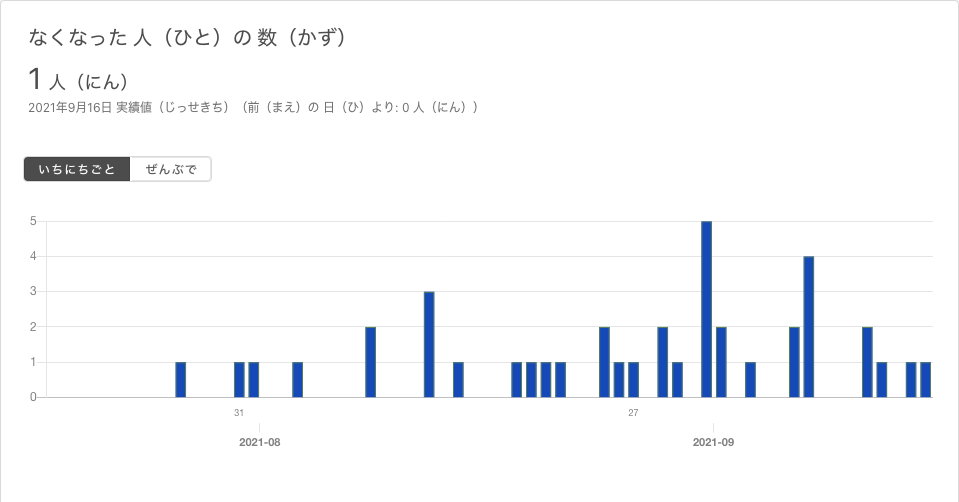 なくなった 人（ひと）の 数（かず）
1 人（にん）
2021年9月16日 実績値（じっせきち）（前（まえ）の 日（ひ）より: 0 人（にん））
いちにちごと ぜんぶで
5
4
3
2
1
0
31 27
2021-08 2021-09